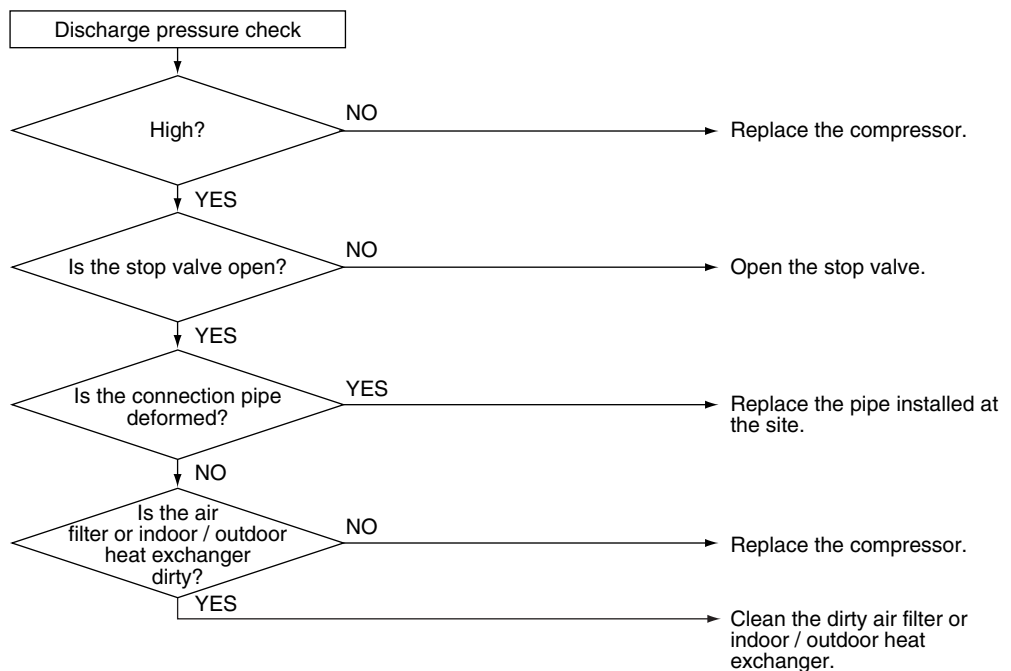 Discharge pressure check
High?
NO
Replace the compressor.
YES
Is the stop valve open?
NO
Open the stop valve.
YES
Is the connection pipe
deformed?
YES
Replace the pipe installed at
the site.
NO
Is the air
filter or indoor / outdoor
heat exchanger
dirty?
NO
Replace the compressor.
YES
Clean the dirty air filter or
indoor / outdoor heat
exchanger.